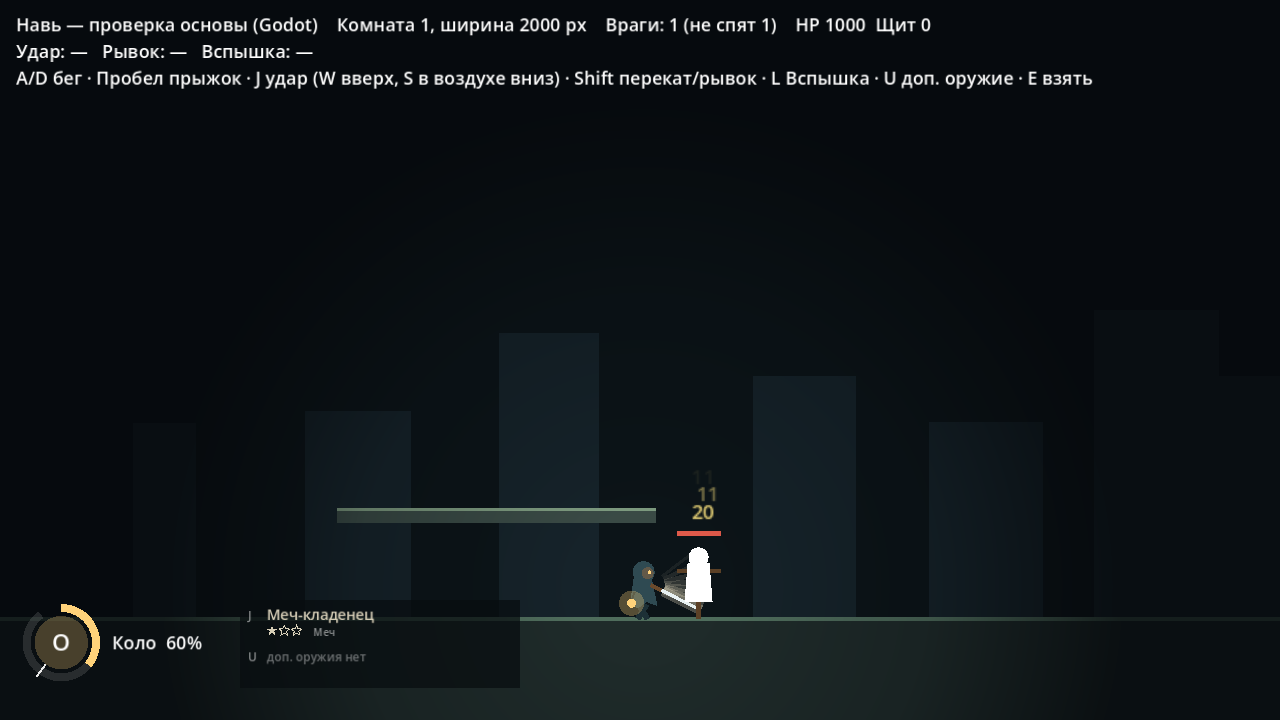 Навь — проверка основы (Godot)    Комната 1, ширина 2000 px    Враги: 1 (не спят 1)    HP 1000  Щит 0
Удар: —   Рывок: —   Вспышка: —
A/D бег · Пробел прыжок · J удар (W вверх, S в воздухе вниз) · Shift перекат/рывок · L Вспышка · U доп. оружие · E взять
11
11
20
J Меч-кладенец
★☆☆ Меч
U доп. оружия нет
О Коло 60%